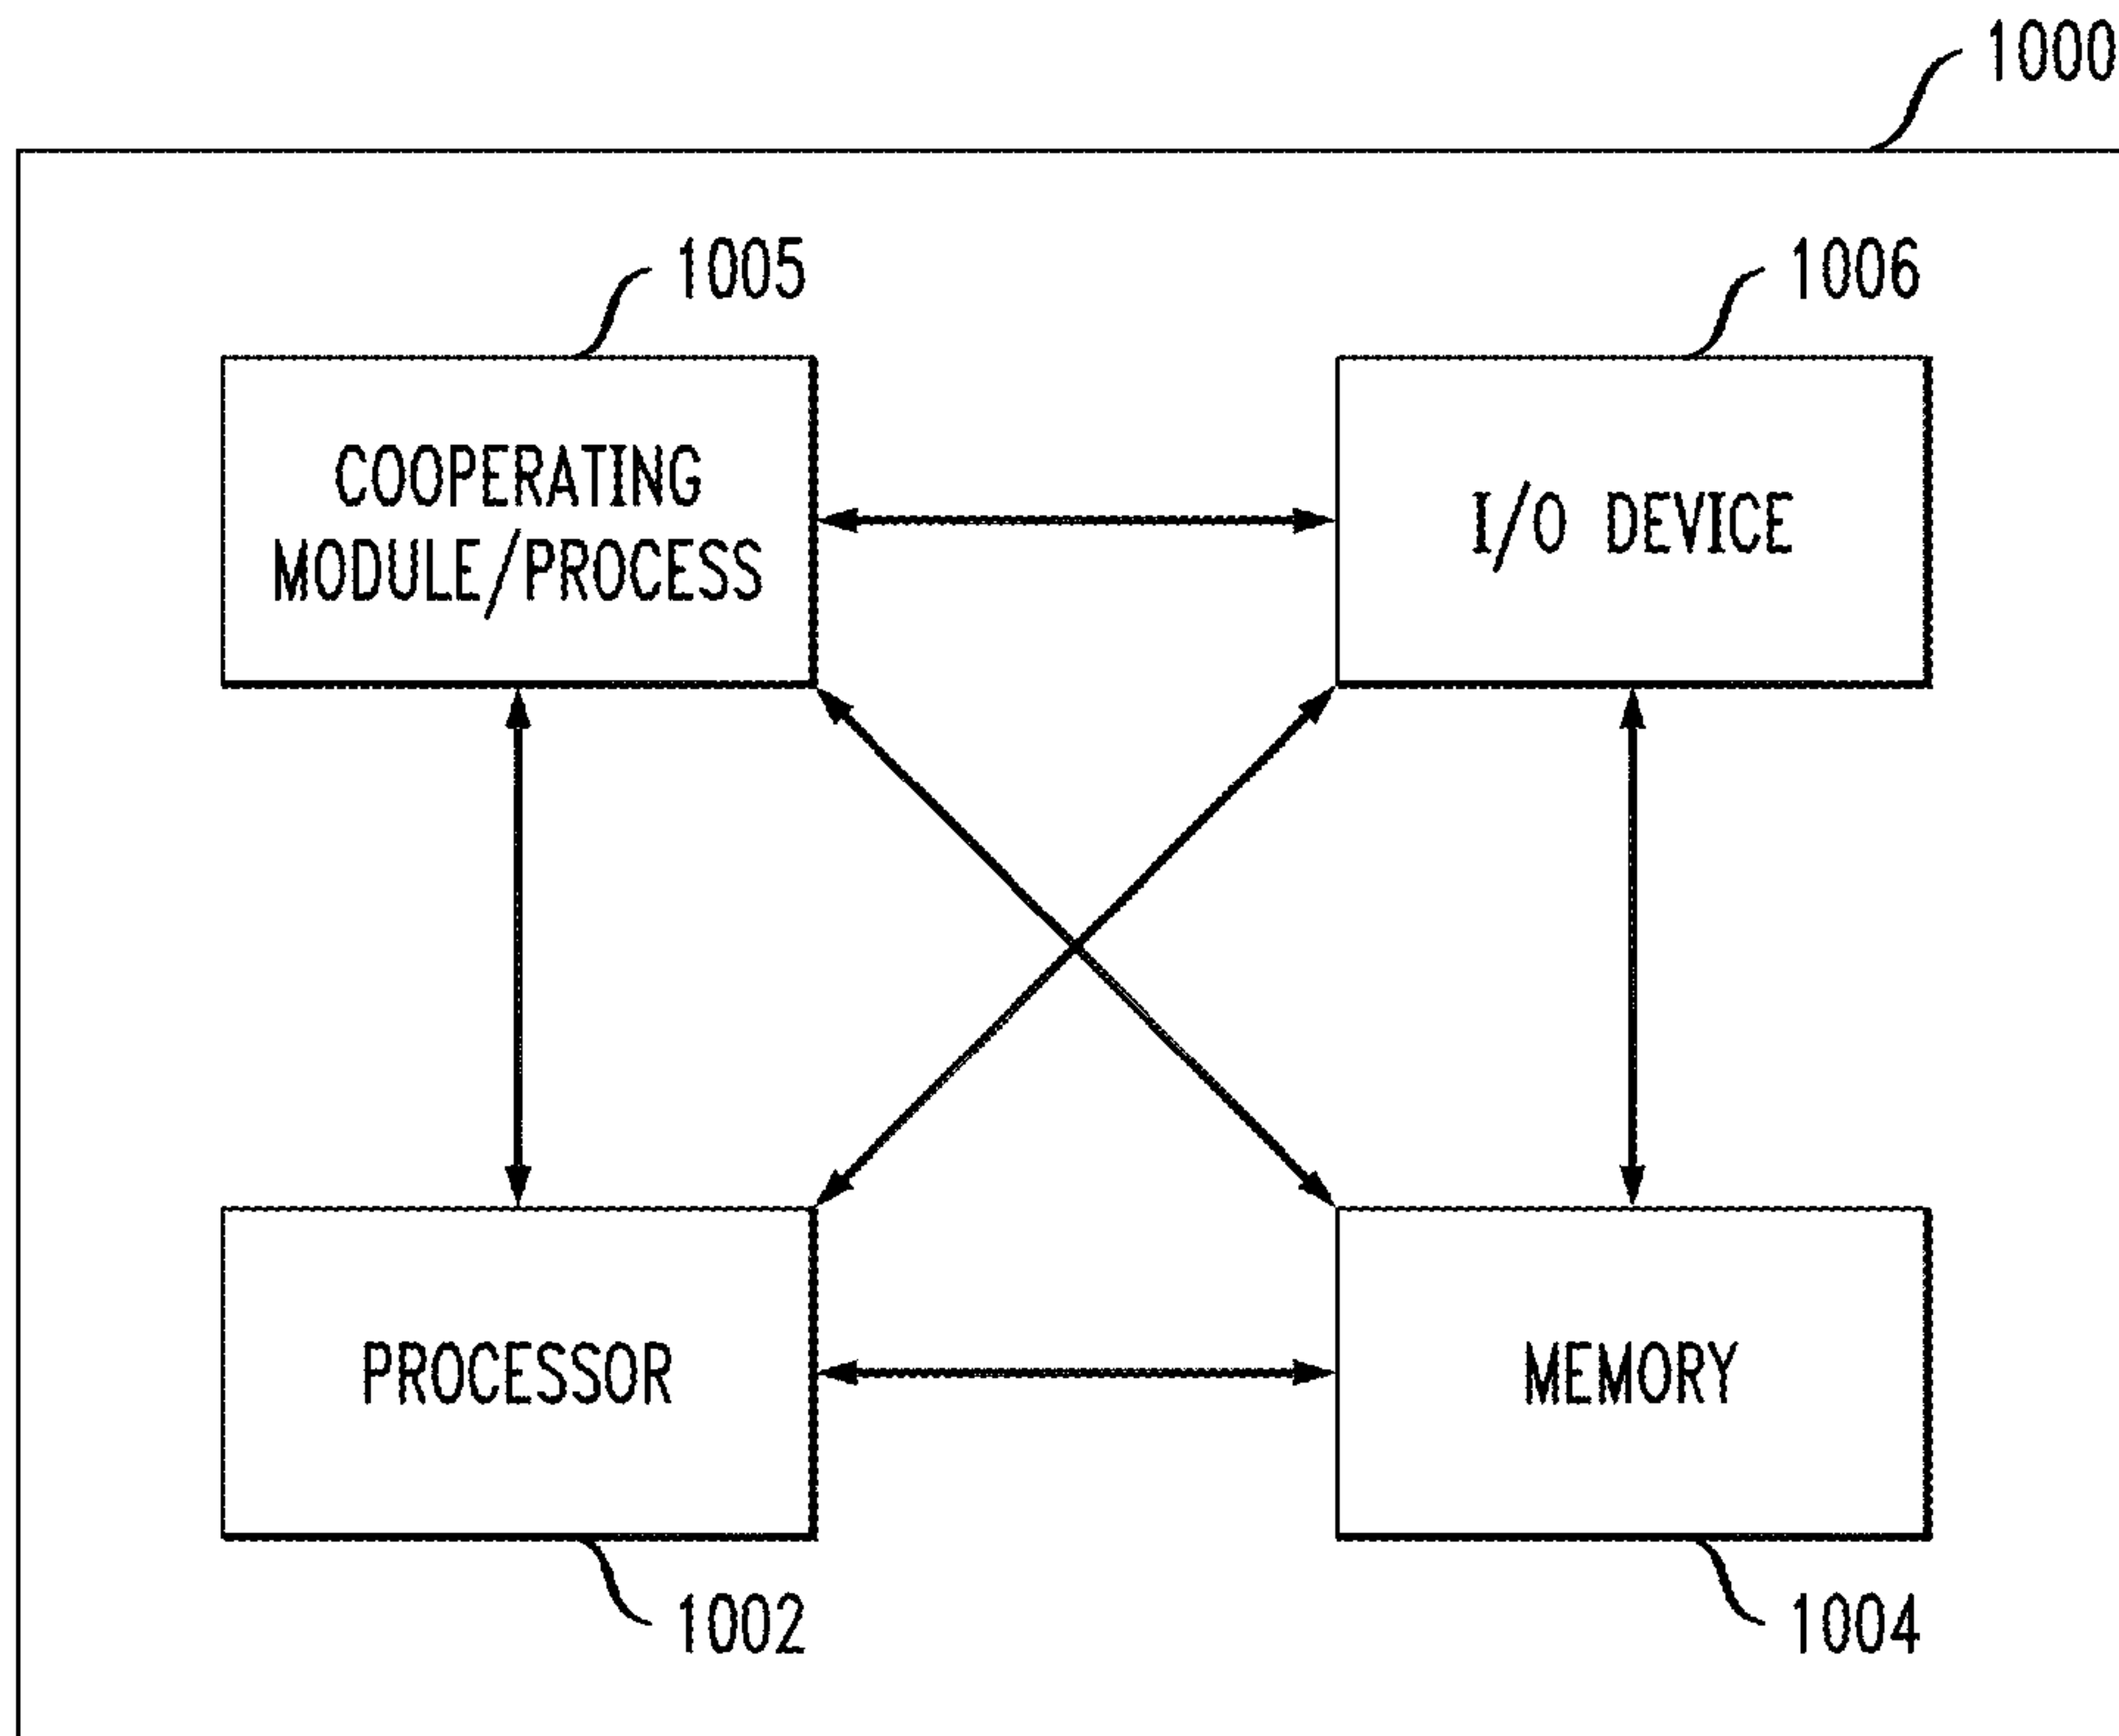 1000
1005
1006
COOPERATING
MODULE/PROCESS
I/O DEVICE
PROCESSOR
MEMORY
1002
1004